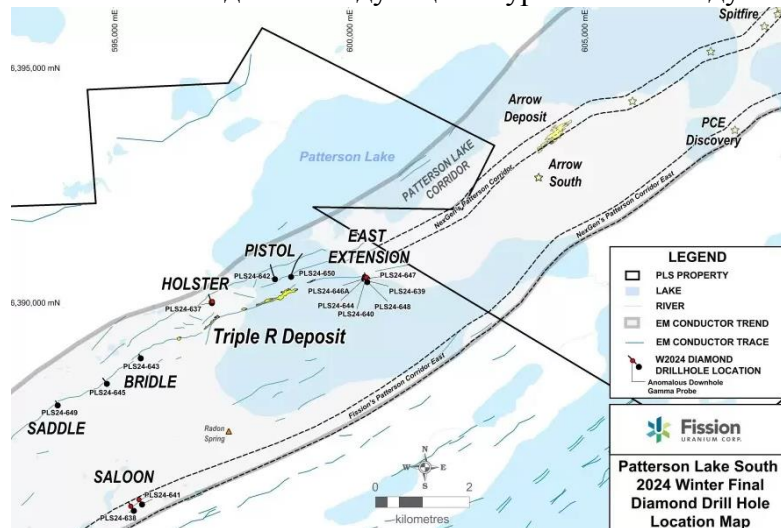 595,000 mE
600,000 mE
605,000 mE
6,395,000 mN
6,390,000 mN
Spitfire
Arrow
Deposit
PCE
Discovery
Arrow
South
Patterson Lake
PATTERSON LAKE
CORRIDOR
NexGen's Patterson Corridor
NexGen's Patterson Corridor East
EAST
EXTENSION
PISTOL
PLS24-642
PLS24-650
PLS24-647
PLS24-646A
PLS24-639
PLS24-644
PLS24-648
PLS24-640
HOLSTER
PLS24-637
Triple R Deposit
PLS24-643
BRIDLE
PLS24-645
PLS24-649
SADDLE
Fission's Patterson Corridor East
Radon
Spring
SALOON
PLS24-641
PLS24-638
N
W
E
S
0
2
kilometres
LEGEND
PLS PROPERTY
LAKE
RIVER
EM CONDUCTOR TREND
EM CONDUCTOR TRACE
W2024 DIAMOND
DRILLHOLE LOCATION
Anomalous Downhole
Gamma Probe
Fission
URANIUM CORP.
Patterson Lake South
2024 Winter Final
Diamond Drill Hole
Location Map